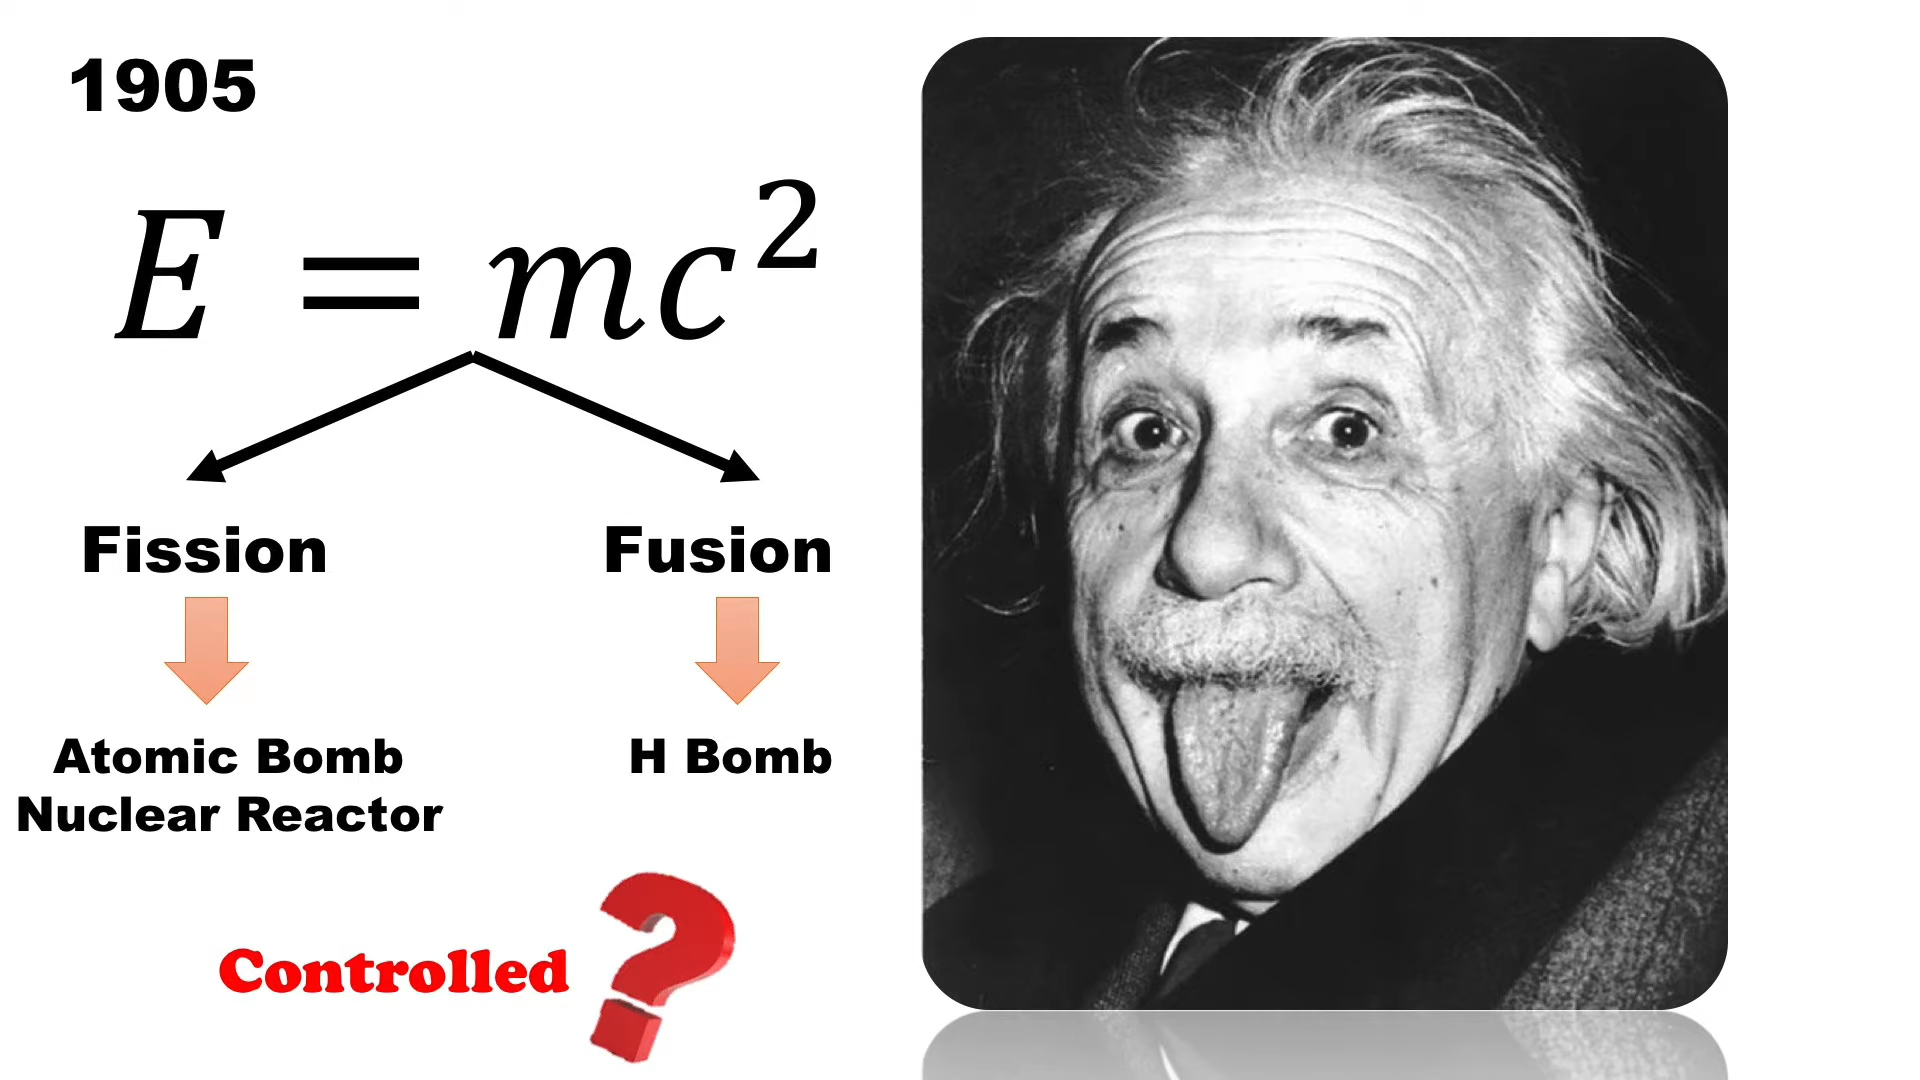 1905
E = mc²
Fission
Fusion
Atomic Bomb
Nuclear Reactor
H Bomb
Controlled ?